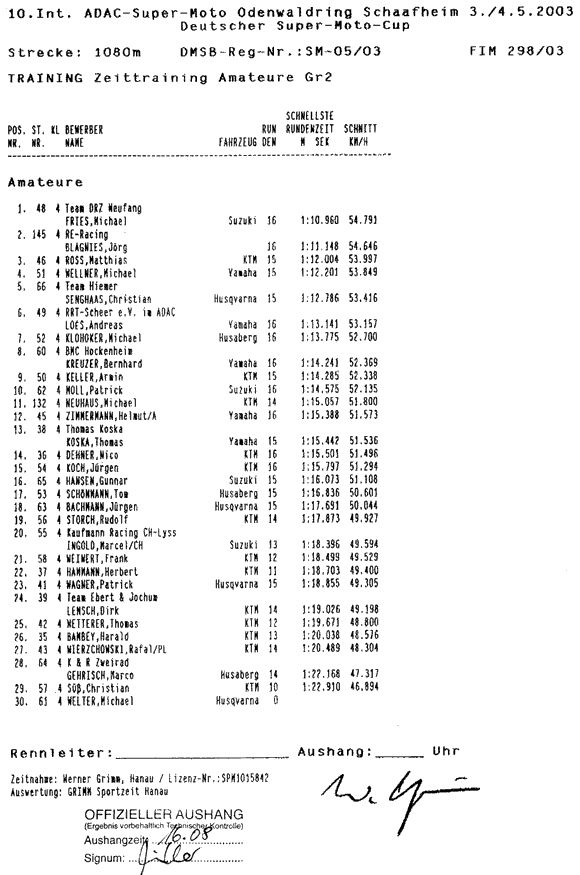 10.Int. ADAC-Super-Moto Odenwaldring Schaafheim 3./4.5.2003
Deutscher Super-Moto-Cup
Strecke: 1080m DMSB-Reg-Nr.:SM-05/03 FIM 298/03
TRAINING Zeittraining Amateure Gr2
SCHNELLSTE
POS. ST. KL BEWERBER RUN RUNDENZEIT SCHNITT
NR. NR. NAME FAHRZEUG DEN M SEK KM/H
Amateure
1. 48 4 Team DRZ Neufang
FRIES,Michael Suzuki 16 1:10.960 54.791
2. 145 4 RE-Racing
BLAGNIES,Jörg 16 1:11.148 54.646
3. 46 4 ROSS,Matthias KTM 15 1:12.004 53.997
4. 51 4 WELLNER,Michael Yamaha 15 1:12.201 53.849
5. 66 4 Team Hiemer
SENGHAAS,Christian Husqvarna 15 1:12.786 53.416
6. 49 4 RRT-Scheer e.V. im ADAC
LOES,Andreas Yamaha 16 1:13.141 53.157
7. 52 4 KLOHOKER,Michael Husaberg 16 1:13.775 52.700
8. 60 4 BMC Hockenheim
KREUZER,Bernhard Yamaha 16 1:14.241 52.369
9. 50 4 KELLER,Armin KTM 15 1:14.285 52.338
10. 62 4 MOLL,Patrick Suzuki 16 1:14.575 52.135
11. 132 4 NEUHAUS,Michael KTM 14 1:15.057 51.800
12. 45 4 ZIMMERMANN,Helmut/A Yamaha 16 1:15.388 51.573
13. 38 4 Thomas Koska
KOSKA,Thomas Yamaha 15 1:15.442 51.536
14. 36 4 DEHNER,Nico KTM 16 1:15.501 51.496
15. 54 4 KOCH,Jürgen KTM 16 1:15.797 51.294
16. 65 4 HANSEN,Gunnar Suzuki 15 1:16.073 51.108
17. 53 4 SCHÖNMANN,Tom Husaberg 15 1:16.836 50.601
18. 63 4 BACHMANN,Jürgen Husqvarna 15 1:17.691 50.044
19. 56 4 STORCH,Rudolf KTM 14 1:17.873 49.927
20. 55 4 Kaufmann Racing CH-Lyss
INGOLD,Marcel/CH Suzuki 13 1:18.396 49.594
21. 58 4 WEINERT,Frank KTM 12 1:18.499 49.529
22. 37 4 HAMMANN,Herbert KTM 11 1:18.703 49.400
23. 41 4 WAGNER,Patrick Husqvarna 15 1:18.855 49.305
24. 39 4 Team Ebert & Jochum
LENSCH,Dirk KTM 14 1:19.026 49.198
25. 42 4 WETTERER,Thomas KTM 12 1:19.671 48.800
26. 35 4 BAMBEY,Harald KTM 13 1:20.038 48.576
27. 43 4 WIERZCHOWSKI,Rafal/PL KTM 14 1:20.489 48.304
28. 64 4 K & R Zweirad
GEHRISCH,Marco Husaberg 14 1:22.168 47.317
29. 57 4 SÜß,Christian KTM 10 1:22.910 46.894
30. 61 4 WELTER,Michael Husqvarna 0
Rennleiter: Aushang: Uhr
Zeitnahme: Werner Grimm, Hanau / Lizenz-Nr.:SPM1015842
Auswertung: GRIMM Sportzeit Hanau
OFFIZIELLER AUSHANG
(Ergebnis vorbehaltlich Technischer Kontrolle)
Aushangzeit: 16.08
Signum: